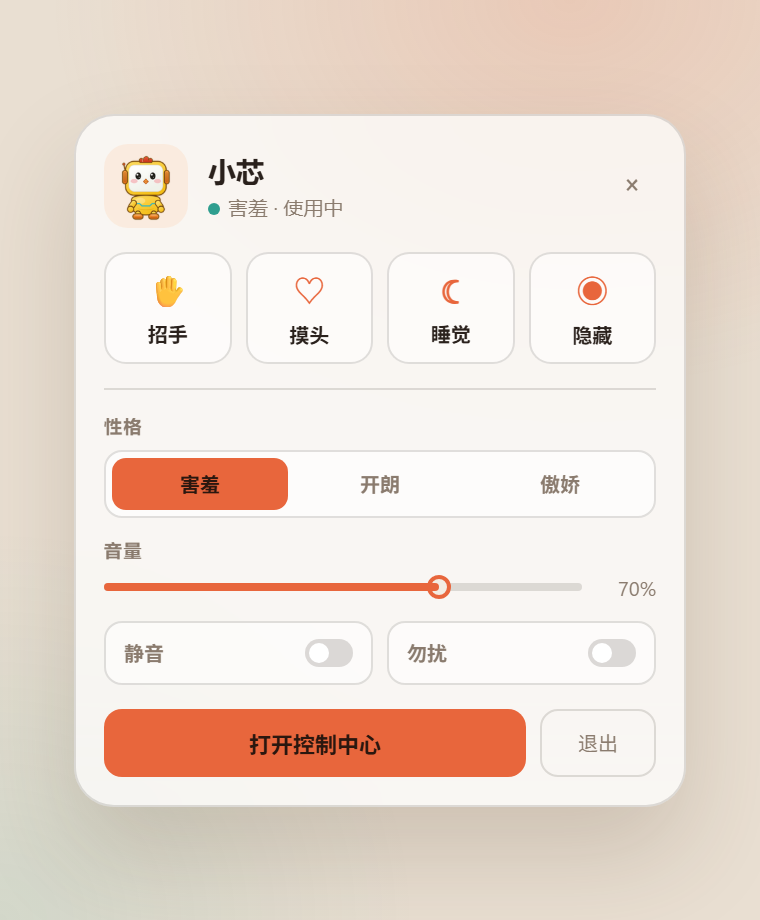 小芯
害羞 · 使用中
×
招手
摸头
睡觉
隐藏
性格
害羞
开朗
傲娇
音量
70%
静音
勿扰
打开控制中心
退出